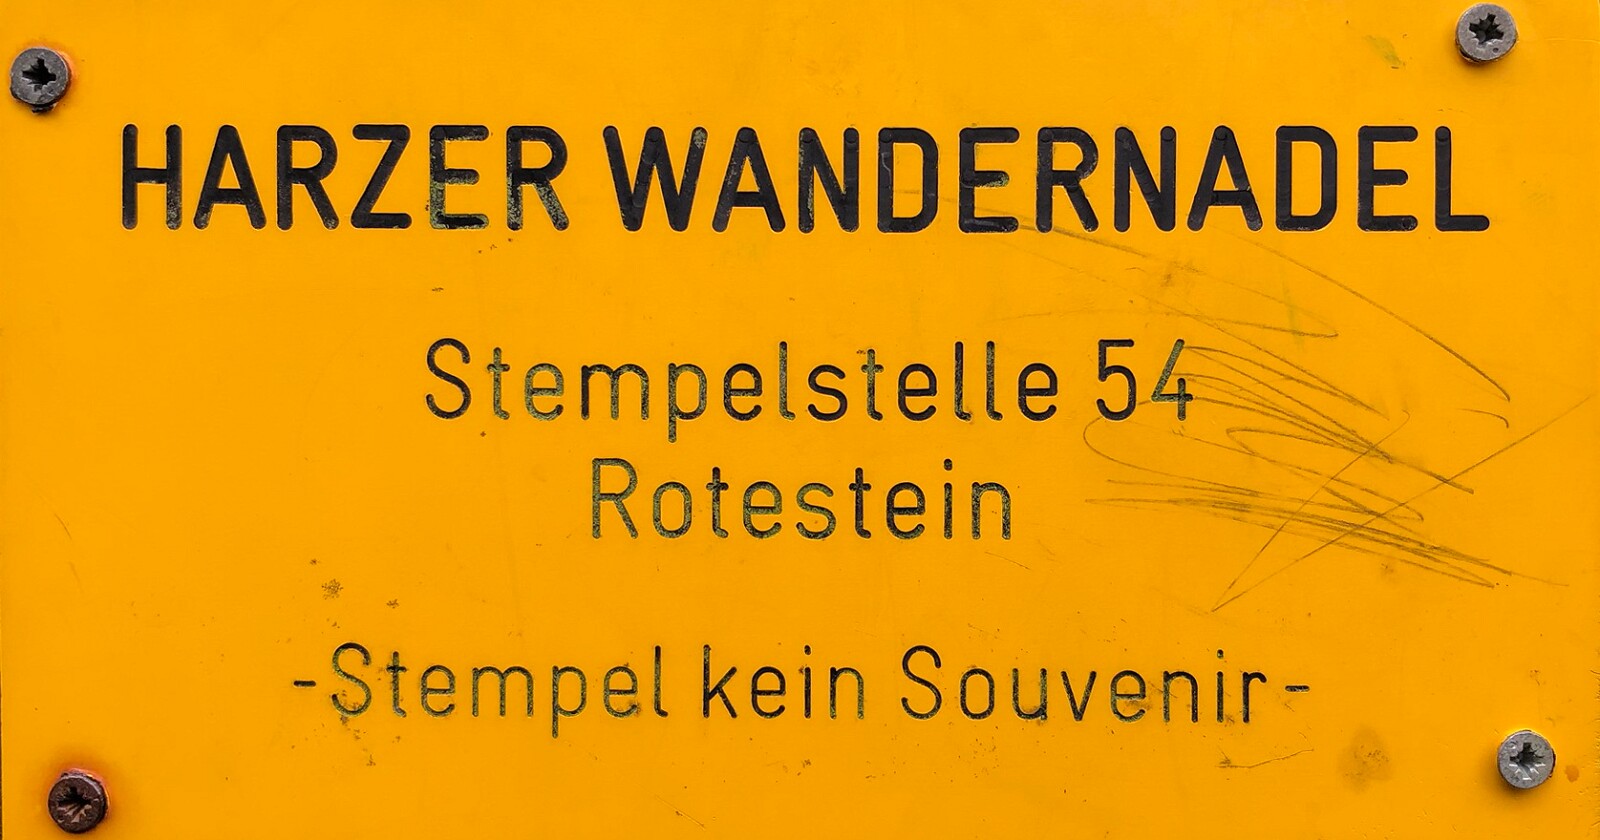 HARZER WANDERNADEL
Stempelstelle 54
Rotestein
-Stempel kein Souvenir-